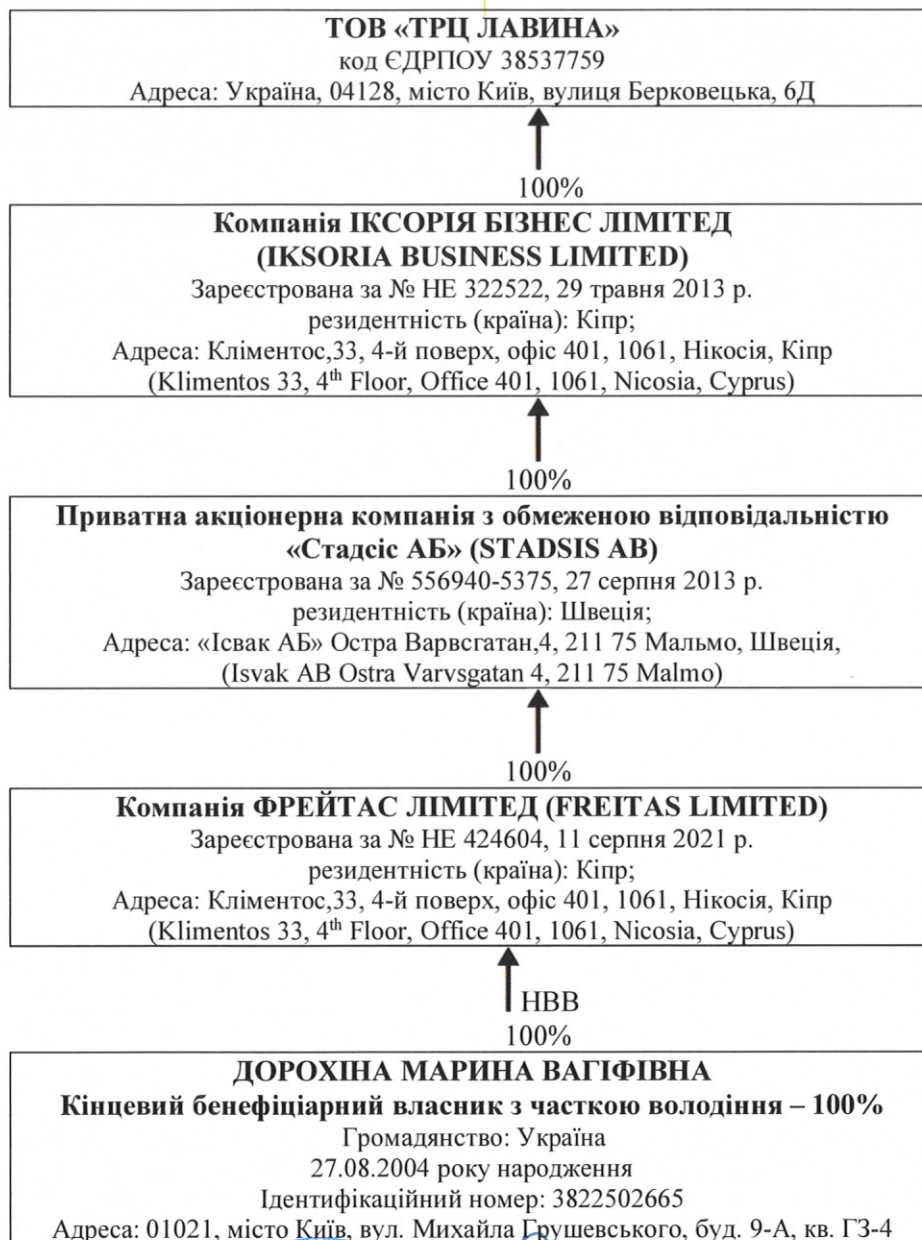 ТОВ «ТРЦ ЛАВИНА»
код ЄДРПОУ 38537759
Адреса: Україна, 04128, місто Київ, вулиця Берковецька, 6Д
100%
Компанія ІКСОРІЯ БІЗНЕС ЛІМІТЕД
(IKSORIA BUSINESS LIMITED)
Зареєстрована за № HE 322522, 29 травня 2013 р.
резидентність (країна): Кіпр;
Адреса: Кліментос,33, 4-й поверх, офіс 401, 1061, Нікосія, Кіпр
(Klimentos 33, 4th Floor, Office 401, 1061, Nicosia, Cyprus)
100%
Приватна акціонерна компанія з обмеженою відповідальністю
«Стадсіс АБ» (STADSIS AB)
Зареєстрована за № 556940-5375, 27 серпня 2013 р.
резидентність (країна): Швеція;
Адреса: «Ісвак АБ» Остра Варвсгатан,4, 211 75 Мальмо, Швеція,
(Isvak AB Ostra Varvsgatan 4, 211 75 Malmo)
100%
Компанія ФРЕЙТАС ЛІМІТЕД (FREITAS LIMITED)
Зареєстрована за № HE 424604, 11 серпня 2021 р.
резидентність (країна): Кіпр;
Адреса: Кліментос,33, 4-й поверх, офіс 401, 1061, Нікосія, Кіпр
(Klimentos 33, 4th Floor, Office 401, 1061, Nicosia, Cyprus)
НВВ
100%
ДОРОХІНА МАРИНА ВАГІФІВНА
Кінцевий бенефіціарний власник з часткою володіння – 100%
Громадянство: Україна
27.08.2004 року народження
Ідентифікаційний номер: 3822502665
Адреса: 01021, місто Київ, вул. Михайла Грушевського, буд. 9-А, кв. ГЗ-4